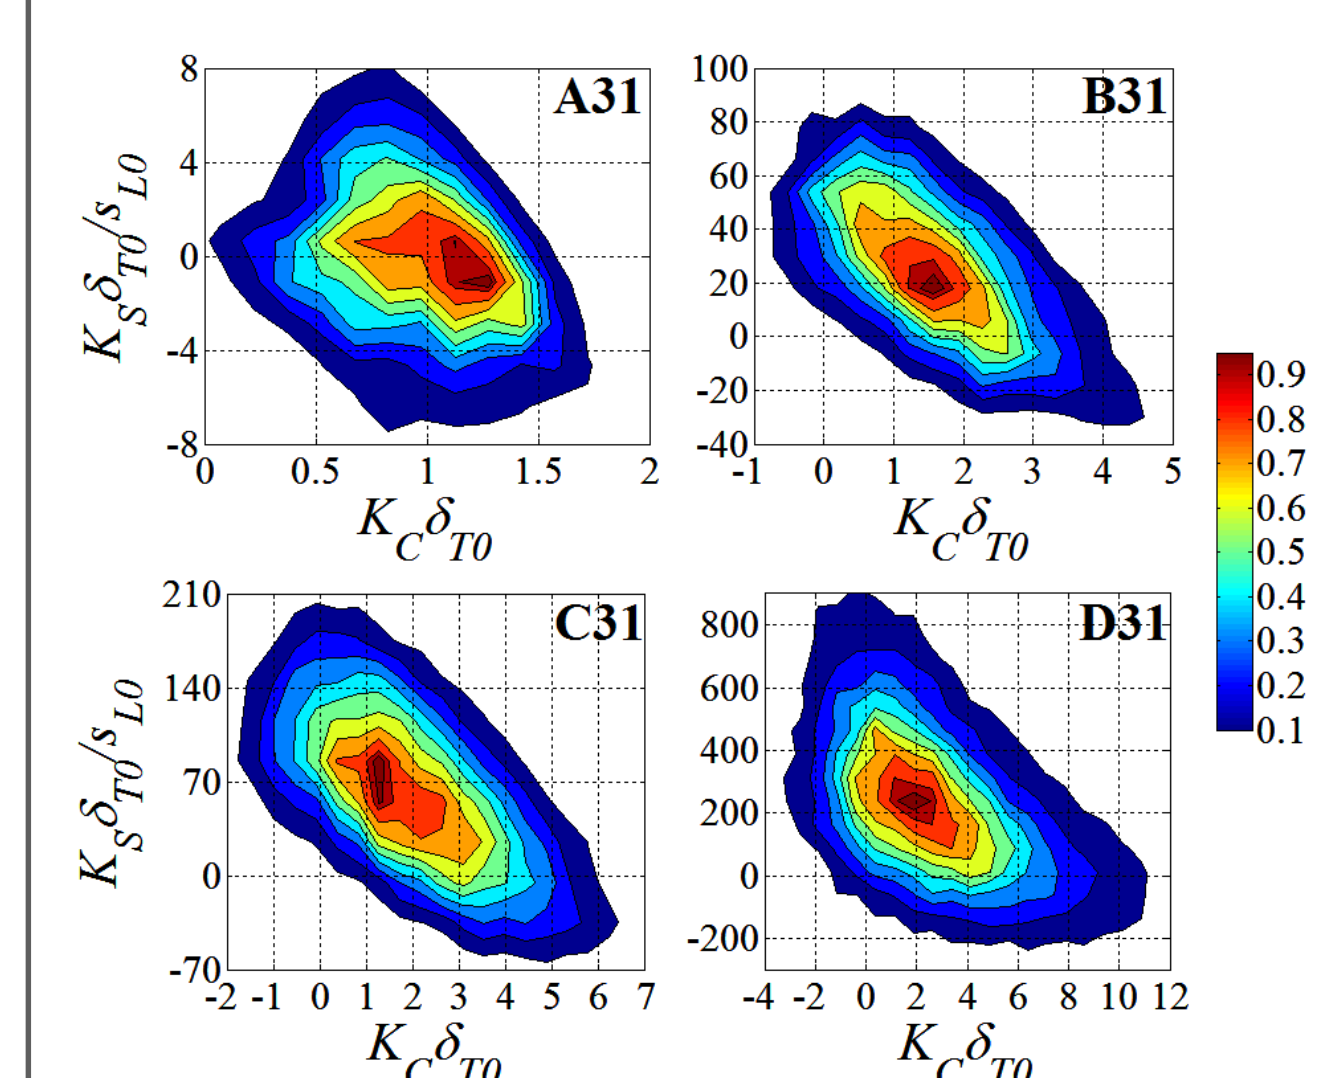 A31
8
4
0
-4
-8
0 0.5 1 1.5 2
K_S δ_T0/s_L0
K_C δ_T0
B31
100
80
60
40
20
0
-20
-40
-1 0 1 2 3 4 5
K_C δ_T0
C31
210
140
70
0
-70
-2 -1 0 1 2 3 4 5 6 7
K_S δ_T0/s_L0
K_C δ_T0
D31
800
600
400
200
0
-200
-4 -2 0 2 4 6 8 10 12
K_C δ_T0
0.9
0.8
0.7
0.6
0.5
0.4
0.3
0.2
0.1